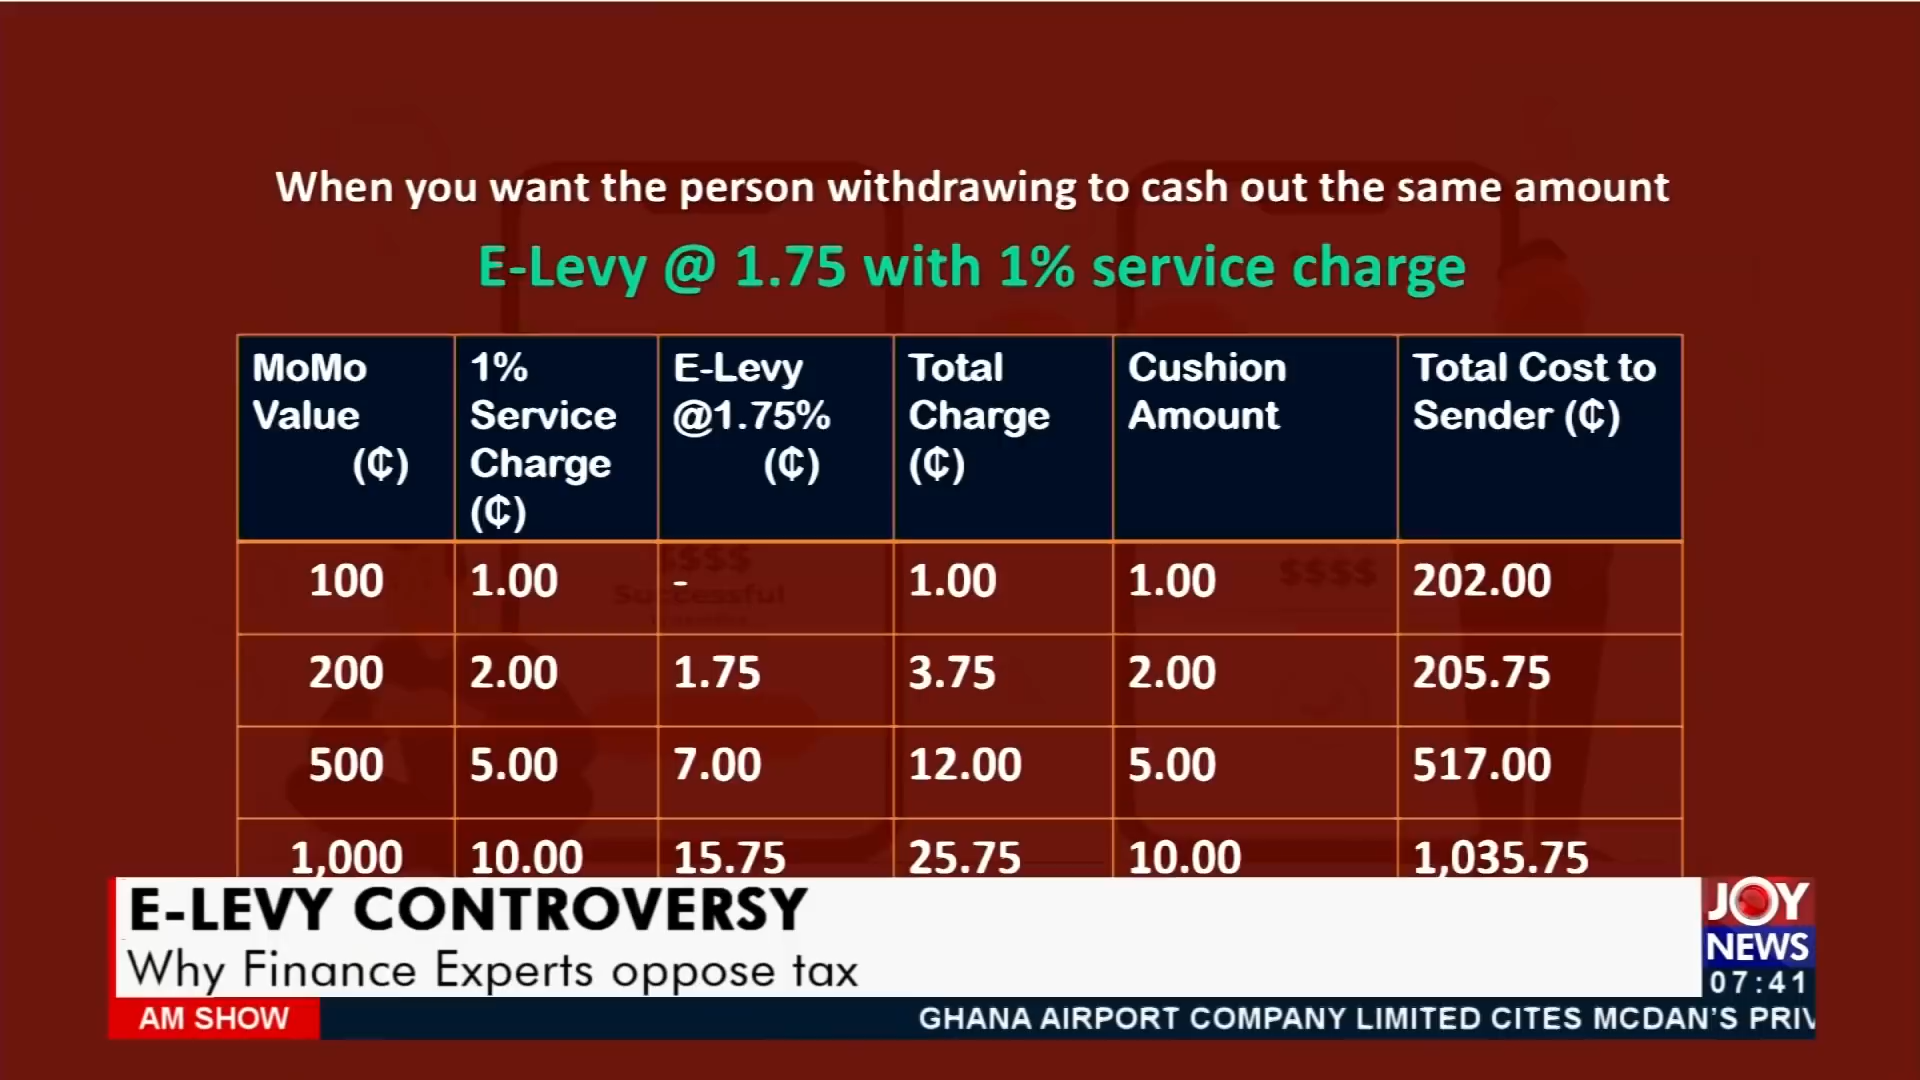 When you want the person withdrawing to cash out the same amount
E-Levy @ 1.75 with 1% service charge
MoMo Value (₵) 1% Service Charge (₵) E-Levy @1.75% (₵) Total Charge (₵) Cushion Amount Total Cost to Sender (₵)
100 1.00 - 1.00 1.00 202.00
200 2.00 1.75 3.75 2.00 205.75
500 5.00 7.00 12.00 5.00 517.00
1,000 10.00 15.75 25.75 10.00 1,035.75
$$$$
Successful
$$$$
E-LEVY CONTROVERSY
Why Finance Experts oppose tax
JOY
NEWS
07:41
AM SHOW
GHANA AIRPORT COMPANY LIMITED CITES MCDAN'S